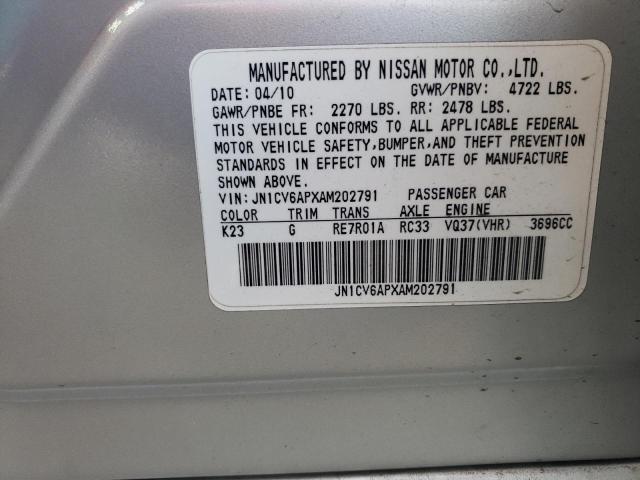 MANUFACTURED BY NISSAN MOTOR CO.,LTD.
DATE: 04/10 GVWR/PNBV: 4722 LBS.
GAWR/PNBE FR: 2270 LBS. RR: 2478 LBS.
THIS VEHICLE CONFORMS TO ALL APPLICABLE FEDERAL
MOTOR VEHICLE SAFETY,BUMPER,AND THEFT PREVENTION
STANDARDS IN EFFECT ON THE DATE OF MANUFACTURE
SHOWN ABOVE.
VIN: JN1CV6APXAM202791 PASSENGER CAR
COLOR TRIM TRANS AXLE ENGINE
K23 G RE7R01A RC33 VQ37(VHR) 3696CC
JN1CV6APXAM202791